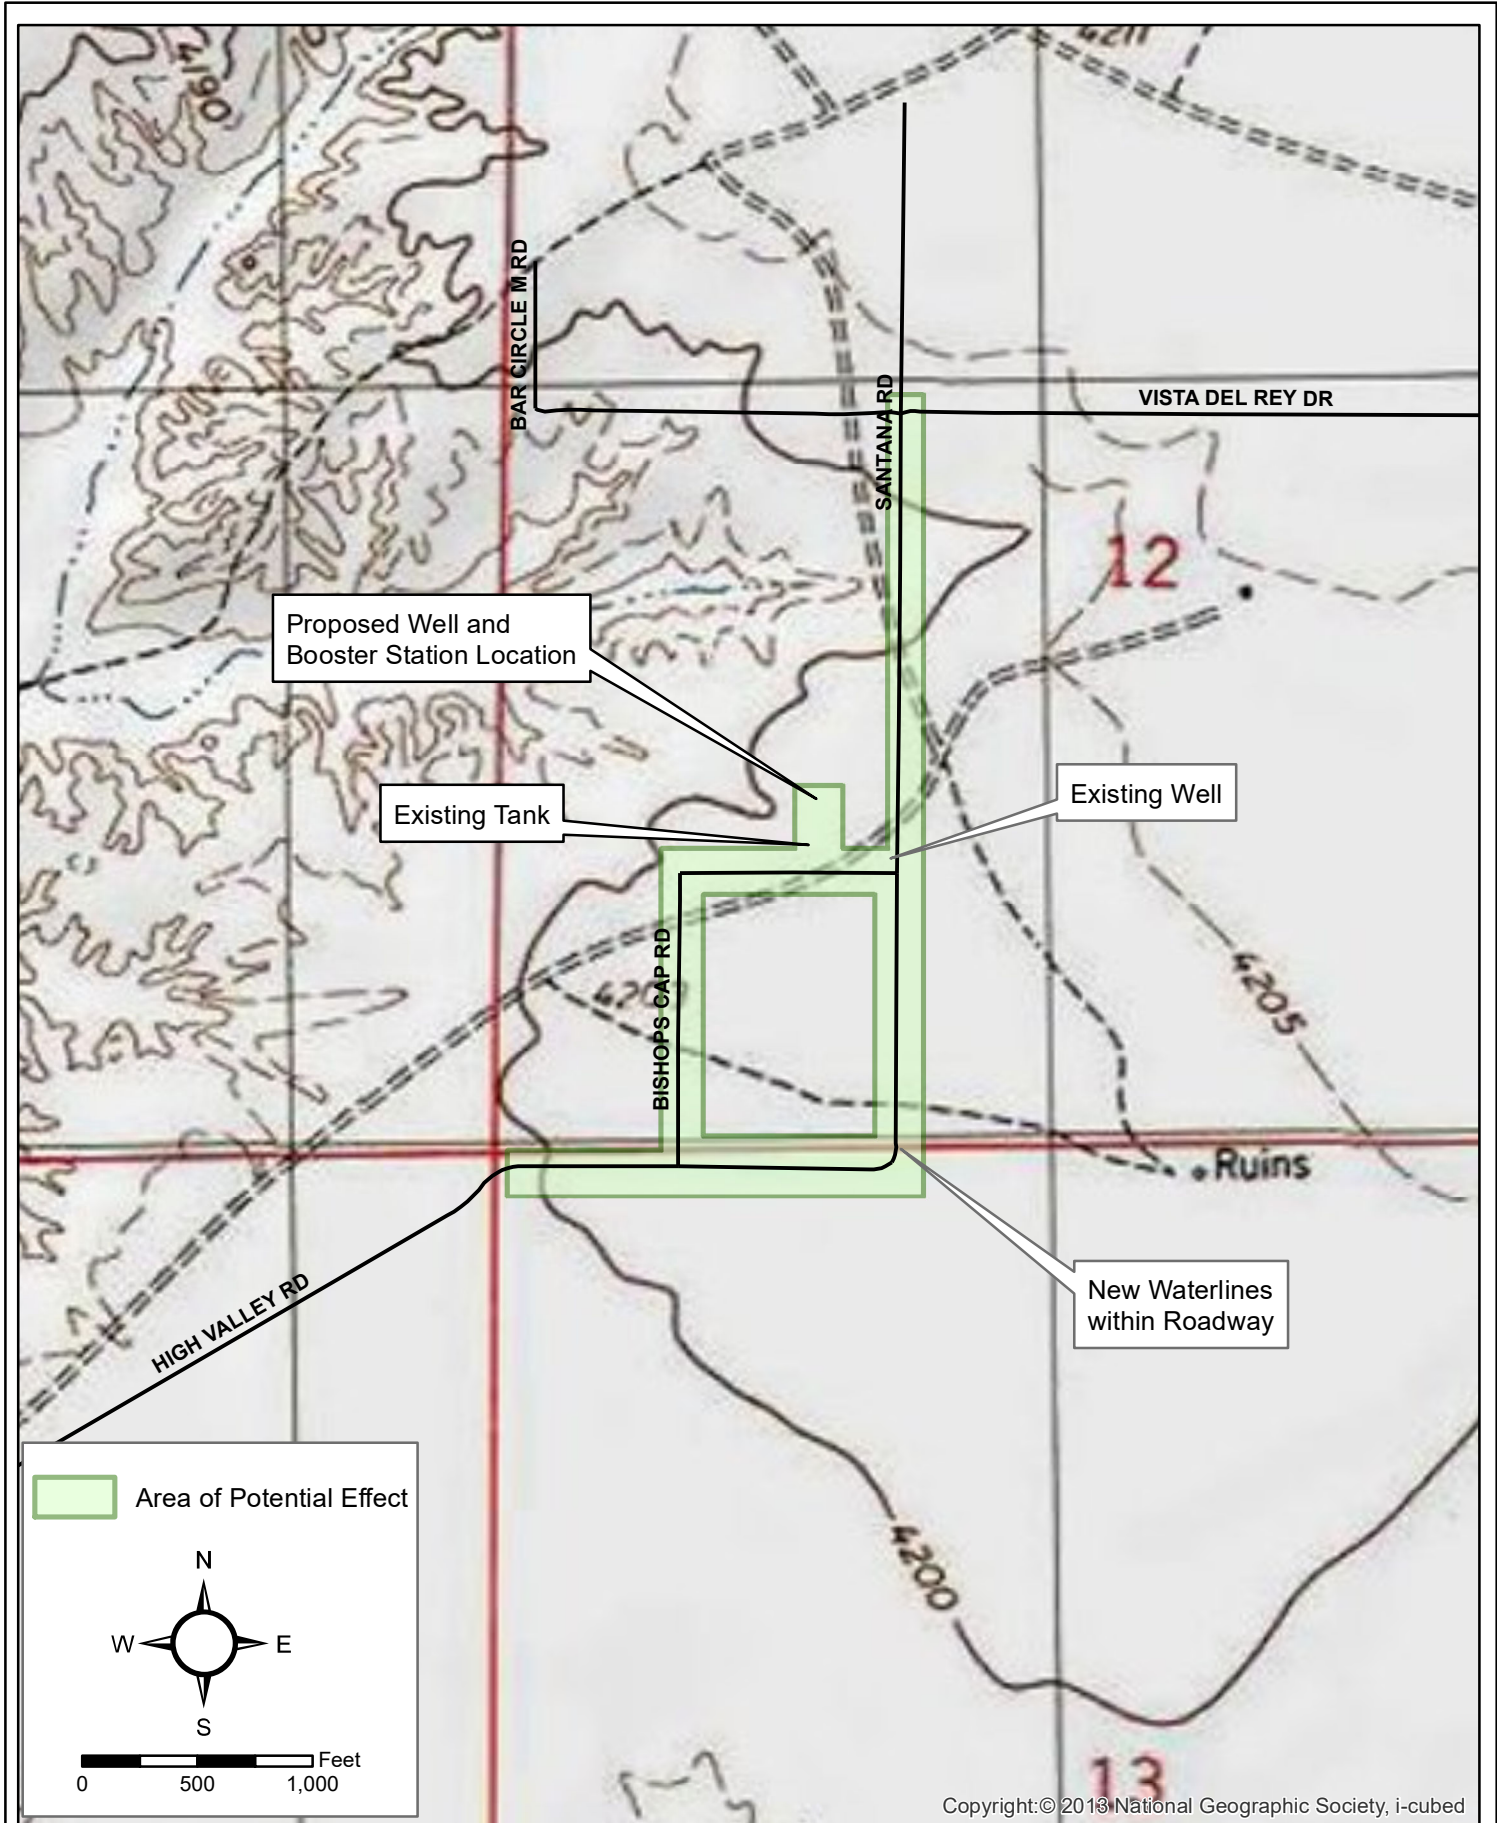 4190
4211
BAR CIRCLE M RD
VISTA DEL REY DR
SANTANA RD
12
Proposed Well and
Booster Station Location
Existing Tank
Existing Well
BISHOPS CAP RD
4205
Ruins
New Waterlines
within Roadway
HIGH VALLEY RD
Area of Potential Effect
N
W E
S
Feet
0 500 1,000
4200
13
Copyright:© 2013 National Geographic Society, i-cubed